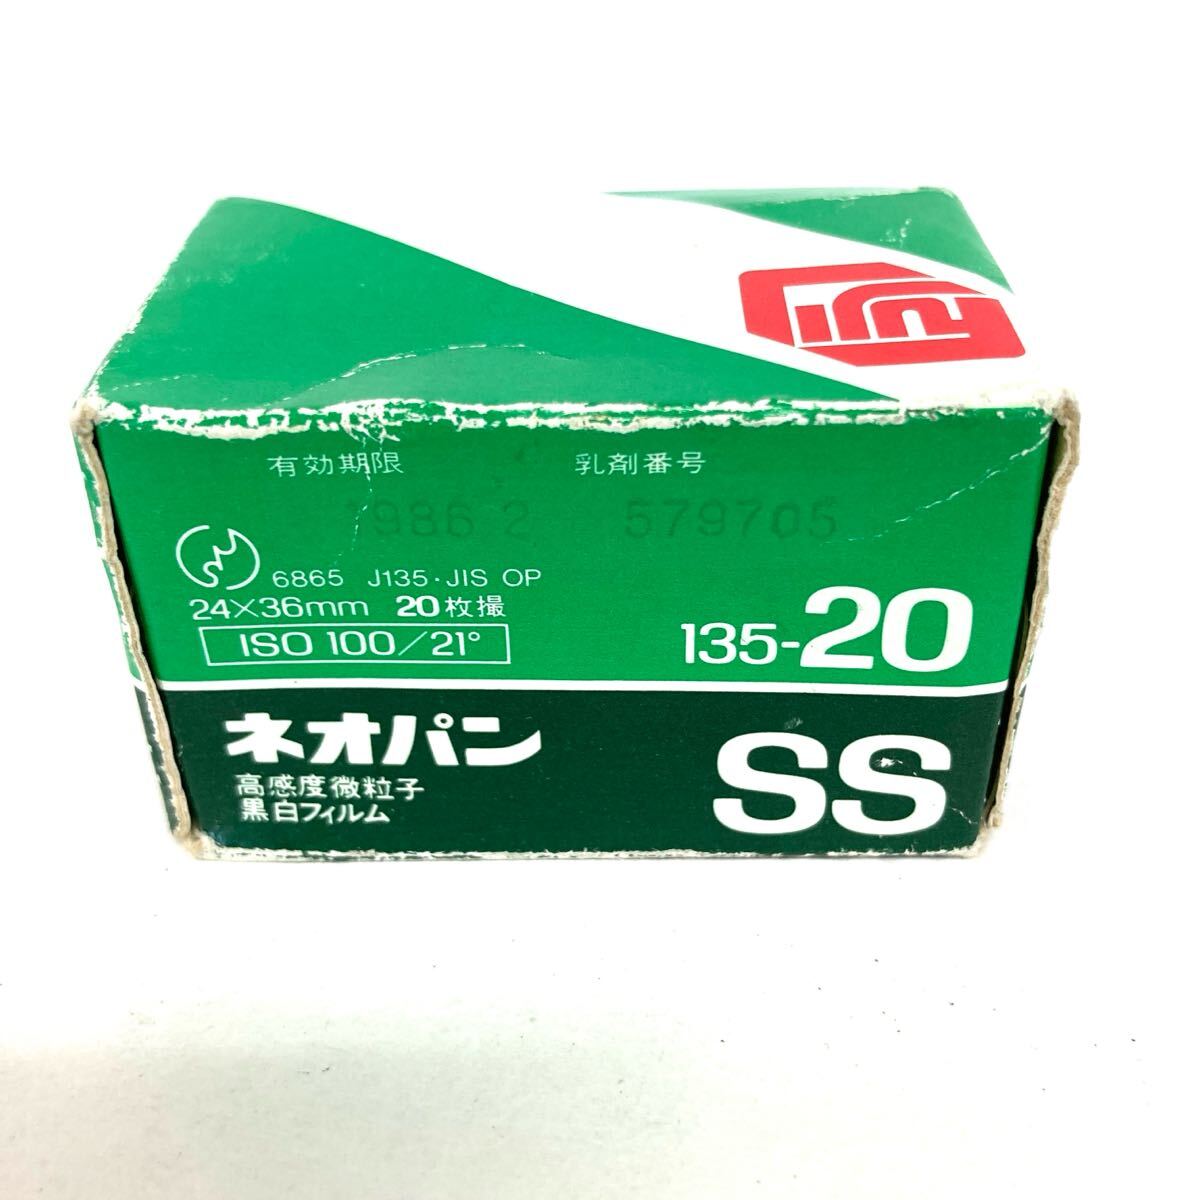 FUJI
有効期限 乳剤番号
1986 2 579705
6865 J135・JIS OP
24×36mm 20枚撮
ISO 100/21°
135-20
ネオパン
SS
高感度微粒子
黒白フィルム